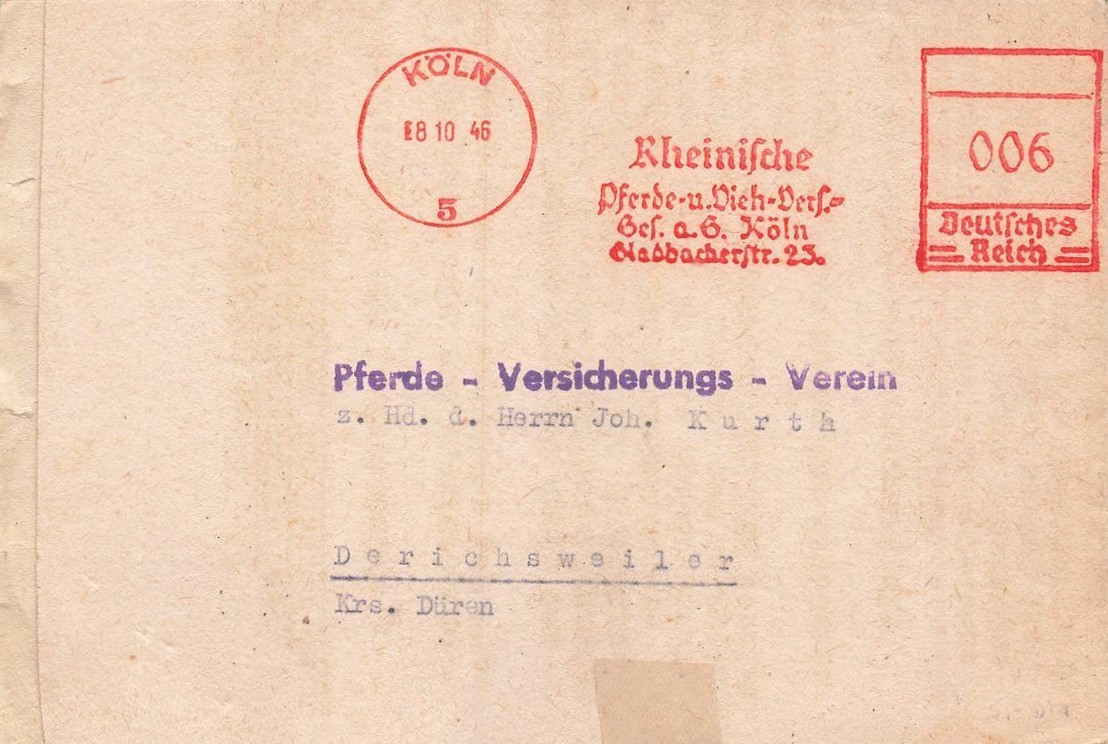 KÖLN
8 10 46
5
Rheinische
Pferde-u.Vieh-Vers.-
Ges. a.G. Köln
Gladbacherstr. 23.
006
Deutsches
Reich
Pferde - Versicherungs - Verein
z. Hd. d. Herrn Joh. Kurth
Derichsweiler
Krs. Düren